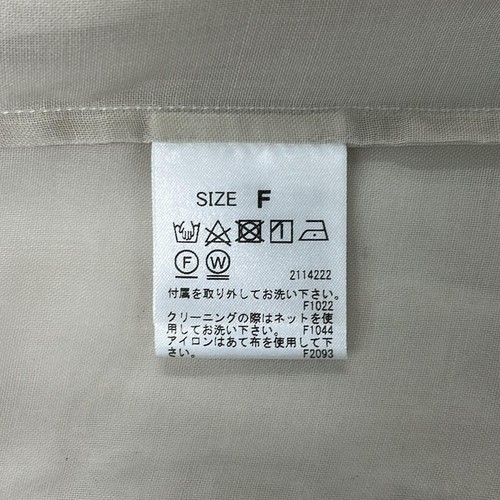 SIZE F
F W
2114222
付属を取り外してお洗い下さい。
F1022
クリーニングの際はネットを使
用してお洗い下さい。 F1044
アイロンはあて布を使用して下
さい。 F2093